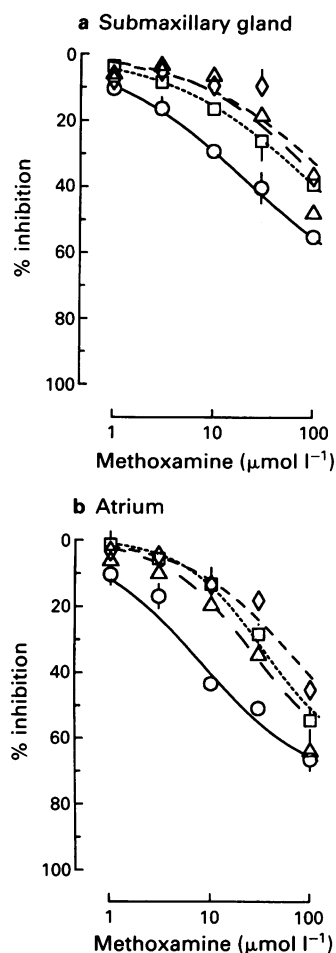 a Submaxillary gland
0
20
40
60
80
100
% inhibition
1 10 100
Methoxamine (μmol l⁻¹)
b Atrium
0
20
40
60
80
100
% inhibition
1 10 100
Methoxamine (μmol l⁻¹)